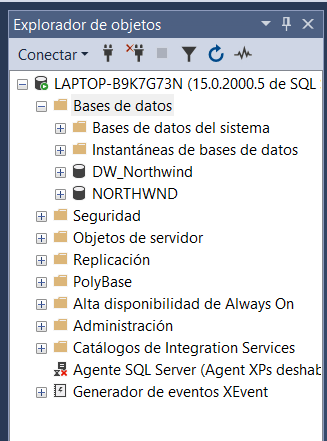 Explorador de objetos
Conectar
LAPTOP-B9K7G73N (15.0.2000.5 de SQL
Bases de datos
Bases de datos del sistema
Instantáneas de bases de datos
DW_Northwind
NORTHWND
Seguridad
Objetos de servidor
Replicación
PolyBase
Alta disponibilidad de Always On
Administración
Catálogos de Integration Services
Agente SQL Server (Agent XPs deshab
Generador de eventos XEvent